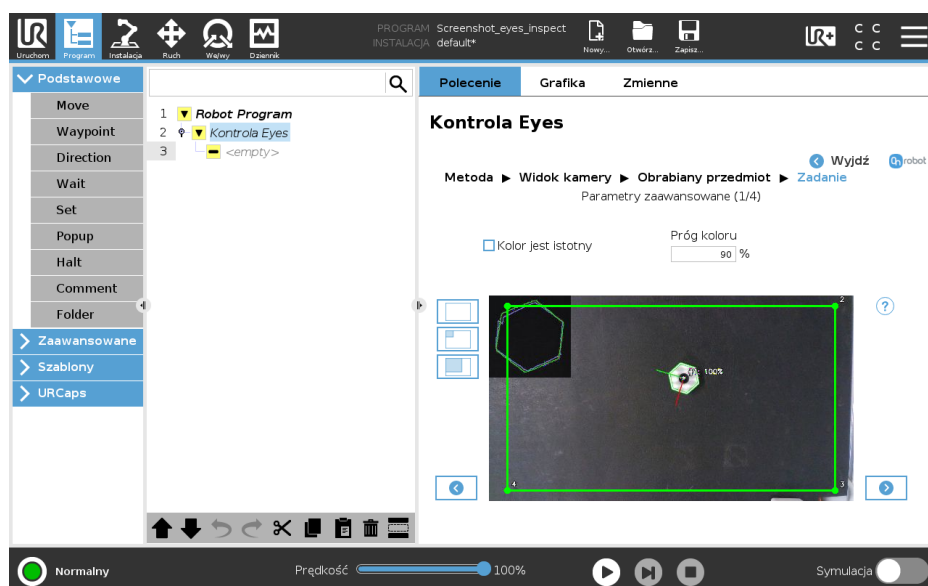 PROGRAM Screenshot_eyes_inspect
INSTALACJA default*
Uruchom Program Instalacja Ruch We/wy Dziennik Nowy... Otwórz... Zapisz...
UR+ C C
C C
Podstawowe
Move
Waypoint
Direction
Wait
Set
Popup
Halt
Comment
Folder
Zaawansowane
Szablony
URCaps
1 Robot Program
2 Kontrola Eyes
3 <empty>
Polecenie Grafika Zmienne
Kontrola Eyes
Wyjdź OnRobot
Metoda ▶ Widok kamery ▶ Obrabiany przedmiot ▶ Zadanie
Parametry zaawansowane (1/4)
Kolor jest istotny
Próg koloru
90 %
2
?
100%
4
3
Normalny Prędkość 100% Symulacja